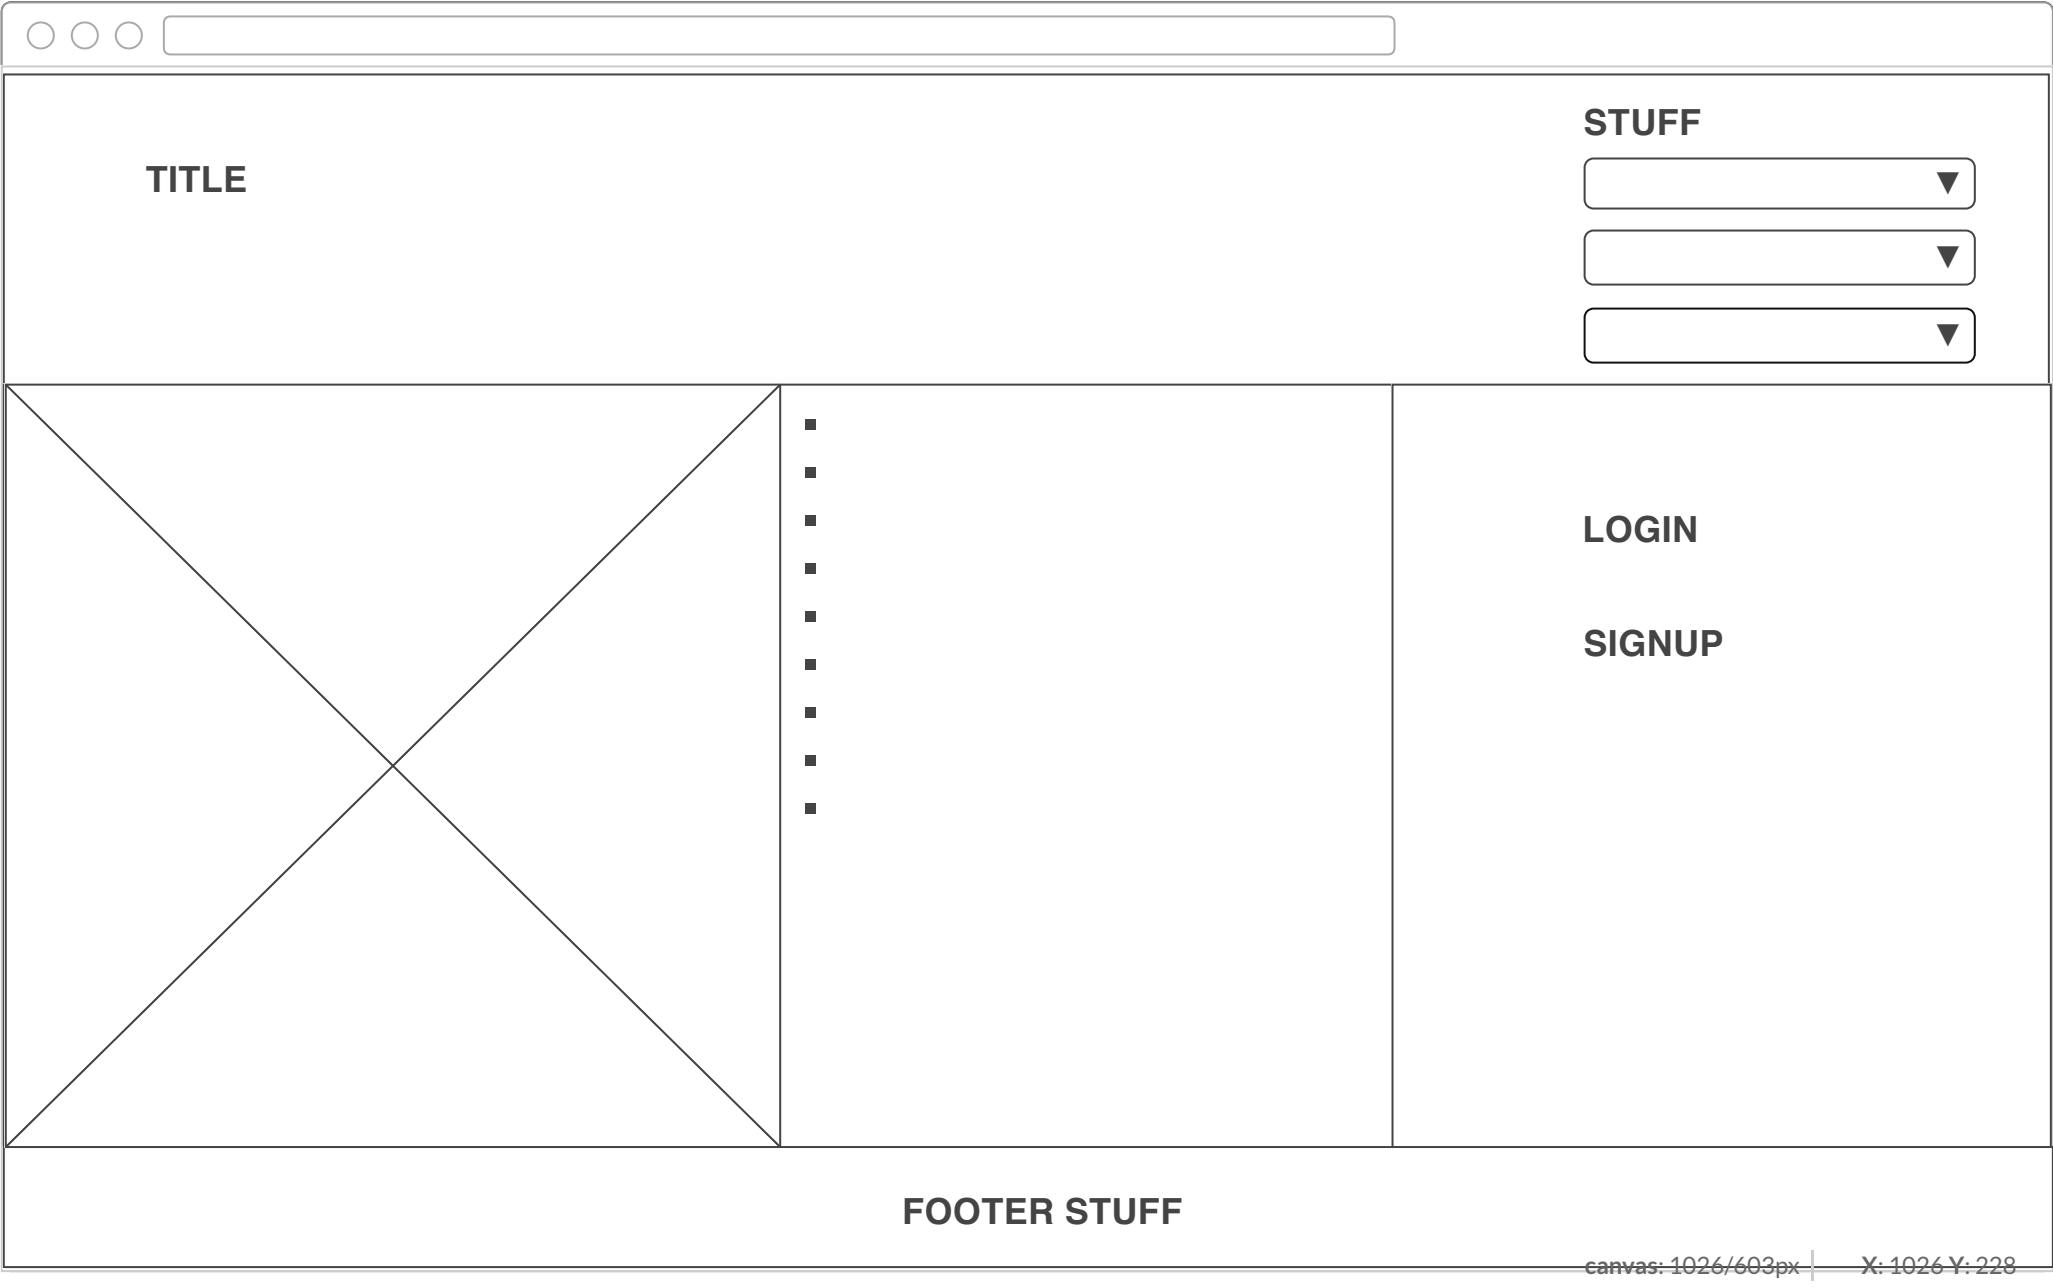 STUFF
TITLE
LOGIN
SIGNUP
FOOTER STUFF
canvas: 1026/603px X: 1026 Y: 228